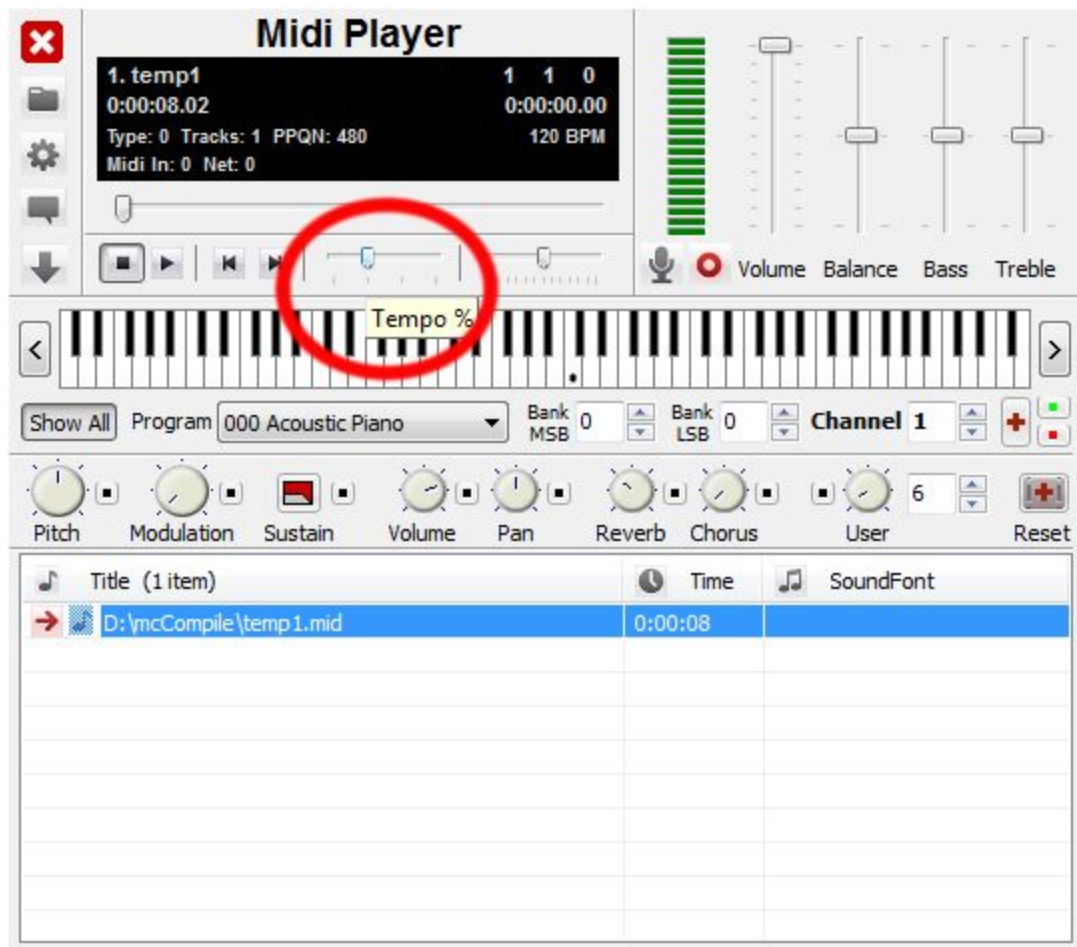 Midi Player
1. temp1 1 1 0
0:00:08.02 0:00:00.00
Type: 0 Tracks: 1 PPQN: 480 120 BPM
Midi In: 0 Net: 0
Volume Balance Bass Treble
Tempo %
Show All Program 000 Acoustic Piano Bank MSB 0 Bank LSB 0 Channel 1
6
Pitch Modulation Sustain Volume Pan Reverb Chorus User Reset
Title (1 item) Time SoundFont
D:\mcCompile\temp1.mid 0:00:08